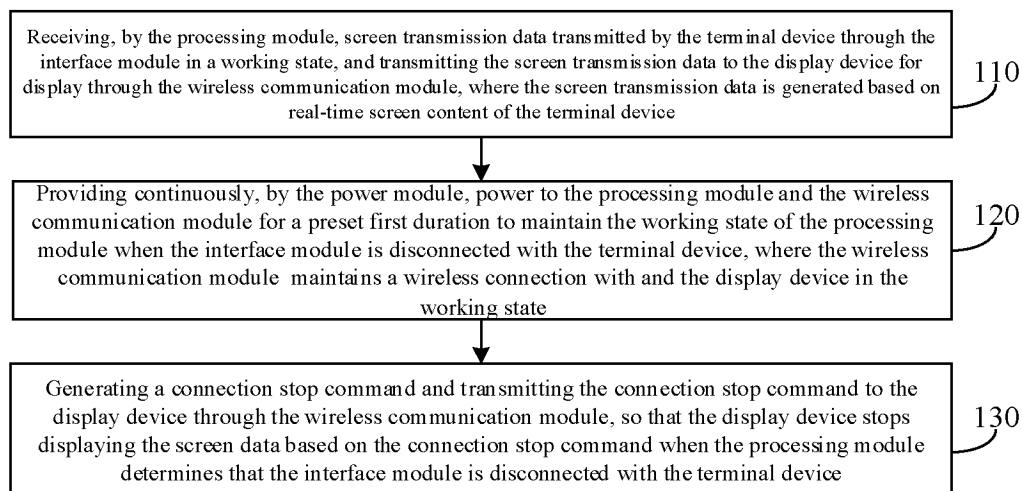 Receiving, by the processing module, screen transmission data transmitted by the terminal device through the
interface module in a working state, and transmitting the screen transmission data to the display device for
display through the wireless communication module, where the screen transmission data is generated based on
real-time screen content of the terminal device
110
Providing continuously, by the power module, power to the processing module and the wireless
communication module for a preset first duration to maintain the working state of the processing
module when the interface module is disconnected with the terminal device, where the wireless
communication module maintains a wireless connection with and the display device in the
working state
120
Generating a connection stop command and transmitting the connection stop command to the
display device through the wireless communication module, so that the display device stops
displaying the screen data based on the connection stop command when the processing module
determines that the interface module is disconnected with the terminal device
130